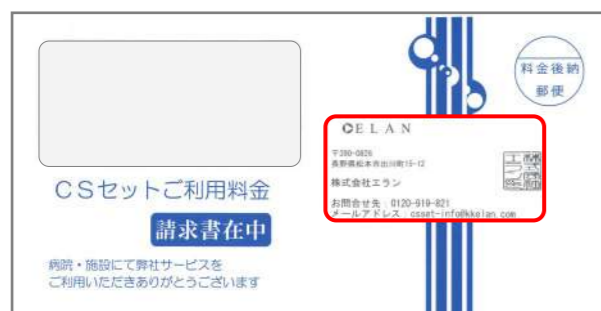 料金後納
郵便
ELAN
〒390-0826
長野県松本市出川町15-12
株式会社エラン
お問合せ先：0120-919-821
メールアドレス：csset-info@kkelan.com
CSセットご利用料金
請求書在中
病院・施設にて弊社サービスを
ご利用いただきありがとうございます